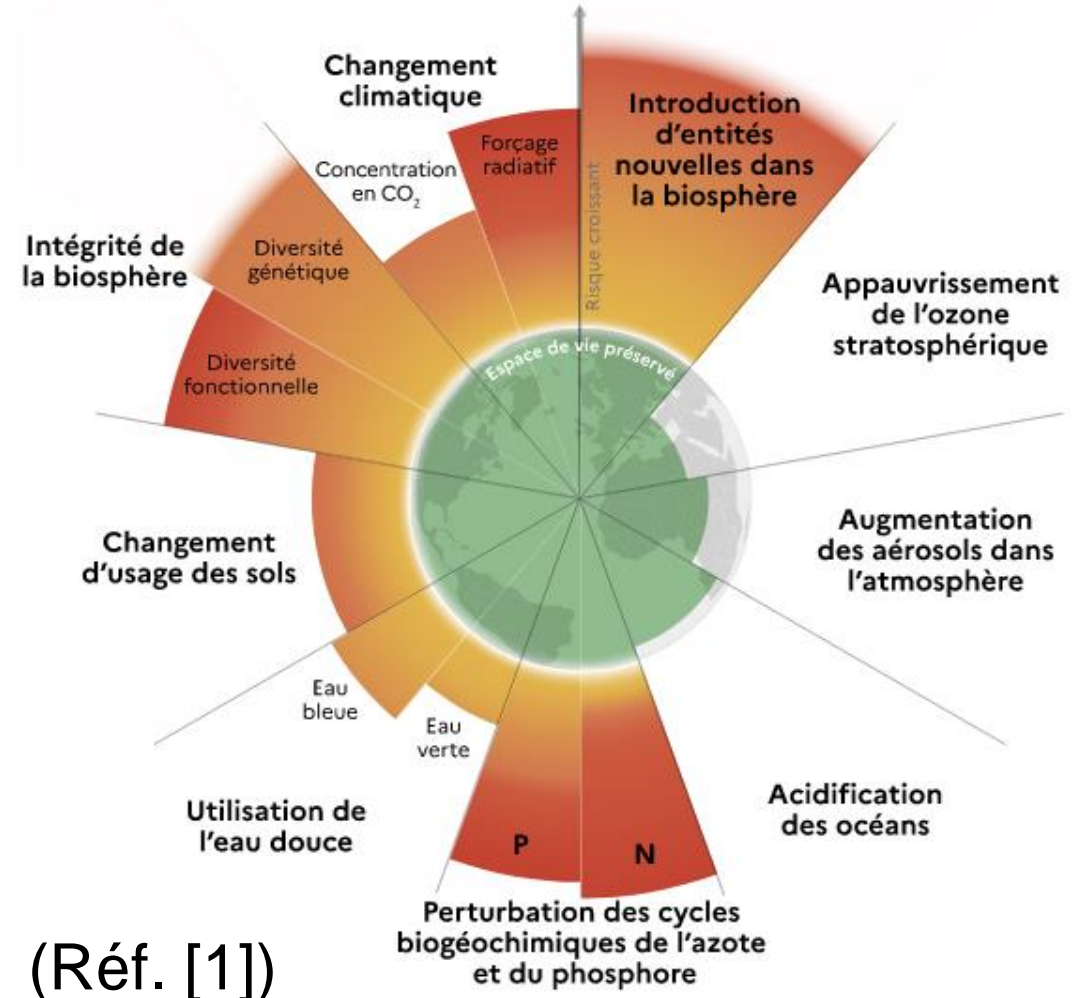 Changement
climatique
Forçage
radiatif
Concentration
en CO₂
Introduction
d’entités
nouvelles dans
la biosphère
Risque croissant
Intégrité de
la biosphère
Diversité
génétique
Diversité
fonctionnelle
Appauvrissement
de l’ozone
stratosphérique
Espace de vie préservé
Changement
d’usage des sols
Augmentation
des aérosols dans
l’atmosphère
Eau
bleue
Eau
verte
Utilisation de
l’eau douce
Acidification
des océans
P
N
Perturbation des cycles
biogéochimiques de l’azote
et du phosphore
(Réf. [1])